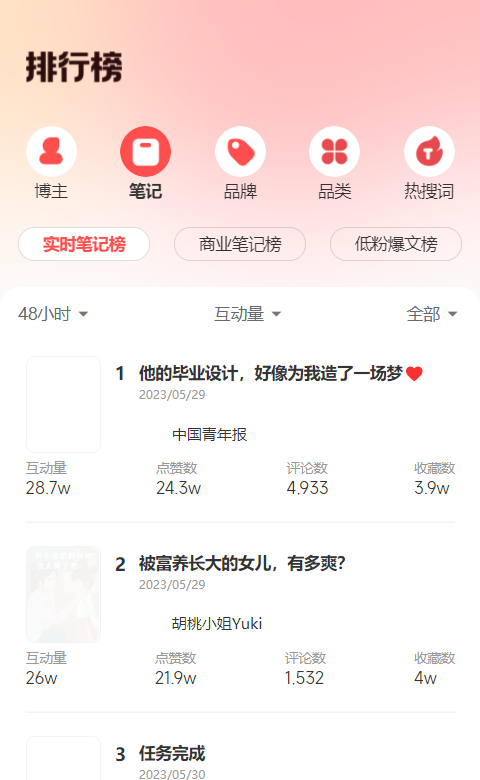 排行榜
博主 笔记 品牌 品类 热搜词
实时笔记榜 商业笔记榜 低粉爆文榜
48小时 互动量 全部
1 他的毕业设计，好像为我造了一场梦❤️
2023/05/29
中国青年报
互动量 点赞数 评论数 收藏数
28.7w 24.3w 4,933 3.9w
2 被富养长大的女儿，有多爽？
2023/05/29
胡桃小姐Yuki
互动量 点赞数 评论数 收藏数
26w 21.9w 1,532 4w
3 任务完成
2023/05/30